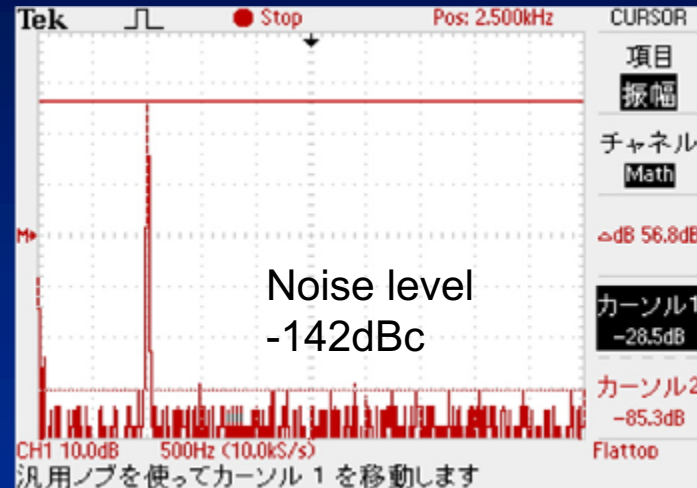 Tek Stop Pos: 2.500kHz CURSOR
項目
振幅
チャネル
Math
M
△dB 56.8dB
Noise level
-142dBc
カーソル1
-28.5dB
カーソル2
-85.3dB
CH1 10.0dB 500Hz (10.0kS/s) Flattop
汎用ノブを使ってカーソル 1 を移動します